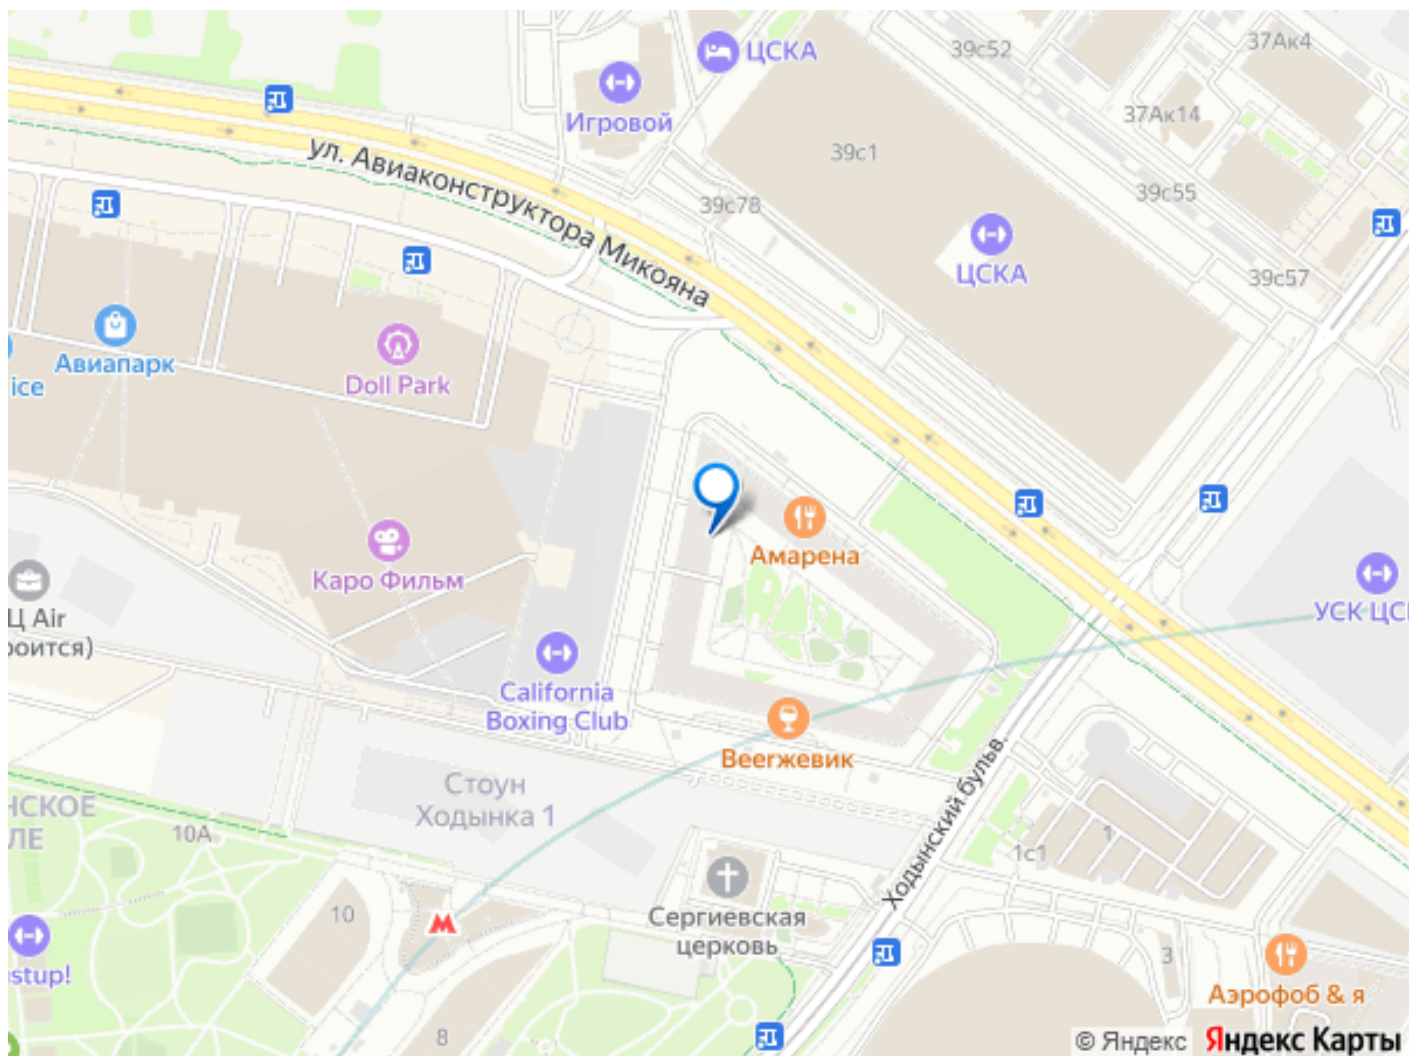 ЦСКА
39с52
37Ак4
Игровой
37Ак14
39с1
ул. Авиаконструктора Микояна
39с78
39с55
ЦСКА
39с57
Авиапарк
ice
Doll Park
Амарена
Каро Фильм
Ц Air
роится)
УСК ЦСК
California
Boxing Club
Beerжевик
Стоун
Ходынка 1
НСКОЕ
ЛЕ
10А
Ходынский бульв.
1
1с1
10
Сергиевская
церковь
stup!
3
Аэрофоб & я
8
© Яндекс Яндекс Карты